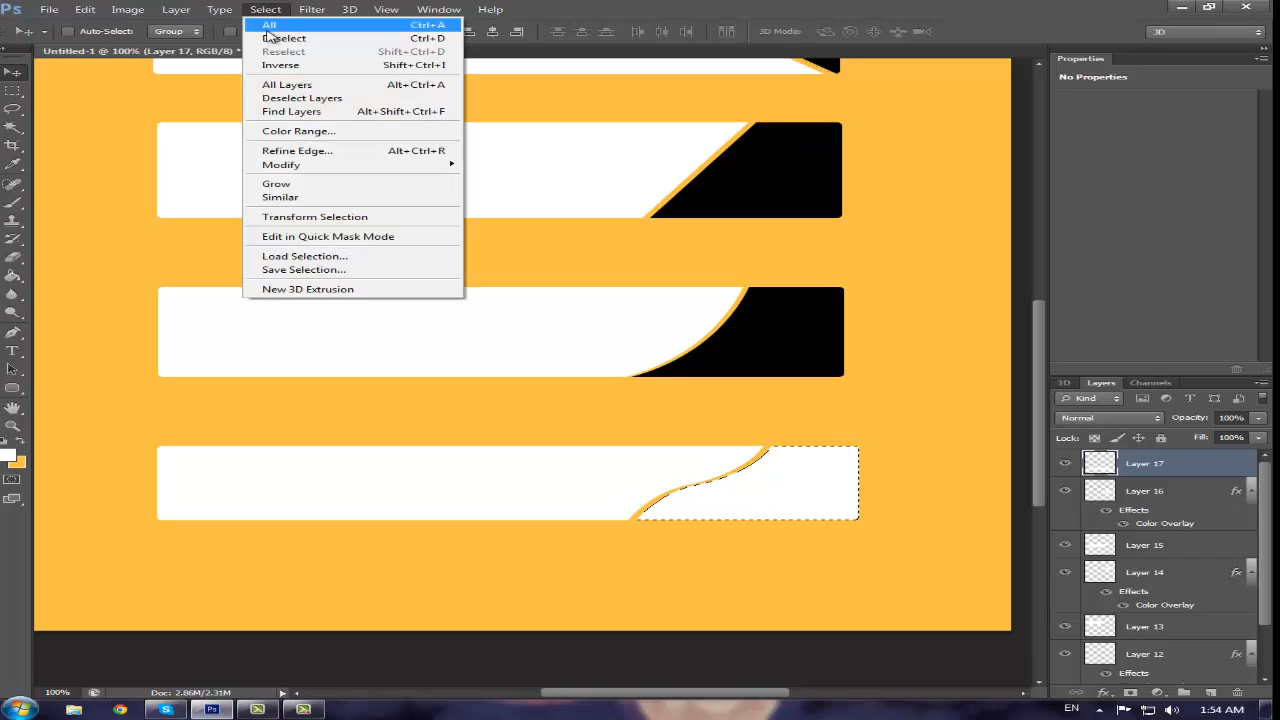 Ps File Edit Image Layer Type Select Filter 3D View Window Help
Auto-Select: Group 3D Mode: 3D
Untitled-1 @ 100% (Layer 17, RGB/8) *
All Ctrl+A
Deselect Ctrl+D
Reselect Shift+Ctrl+D
Inverse Shift+Ctrl+I
All Layers Alt+Ctrl+A
Deselect Layers
Find Layers Alt+Shift+Ctrl+F
Color Range...
Refine Edge... Alt+Ctrl+R
Modify
Grow
Similar
Transform Selection
Edit in Quick Mask Mode
Load Selection...
Save Selection...
New 3D Extrusion
Properties
No Properties
3D Layers Channels
Kind
Normal Opacity: 100%
Lock: Fill: 100%
Layer 17
Layer 16 fx
Effects
Color Overlay
Layer 15
Layer 14 fx
Effects
Color Overlay
Layer 13
Layer 12 fx
Effects
100% Doc: 2.86M/2.31M
Ps EN 1:54 AM